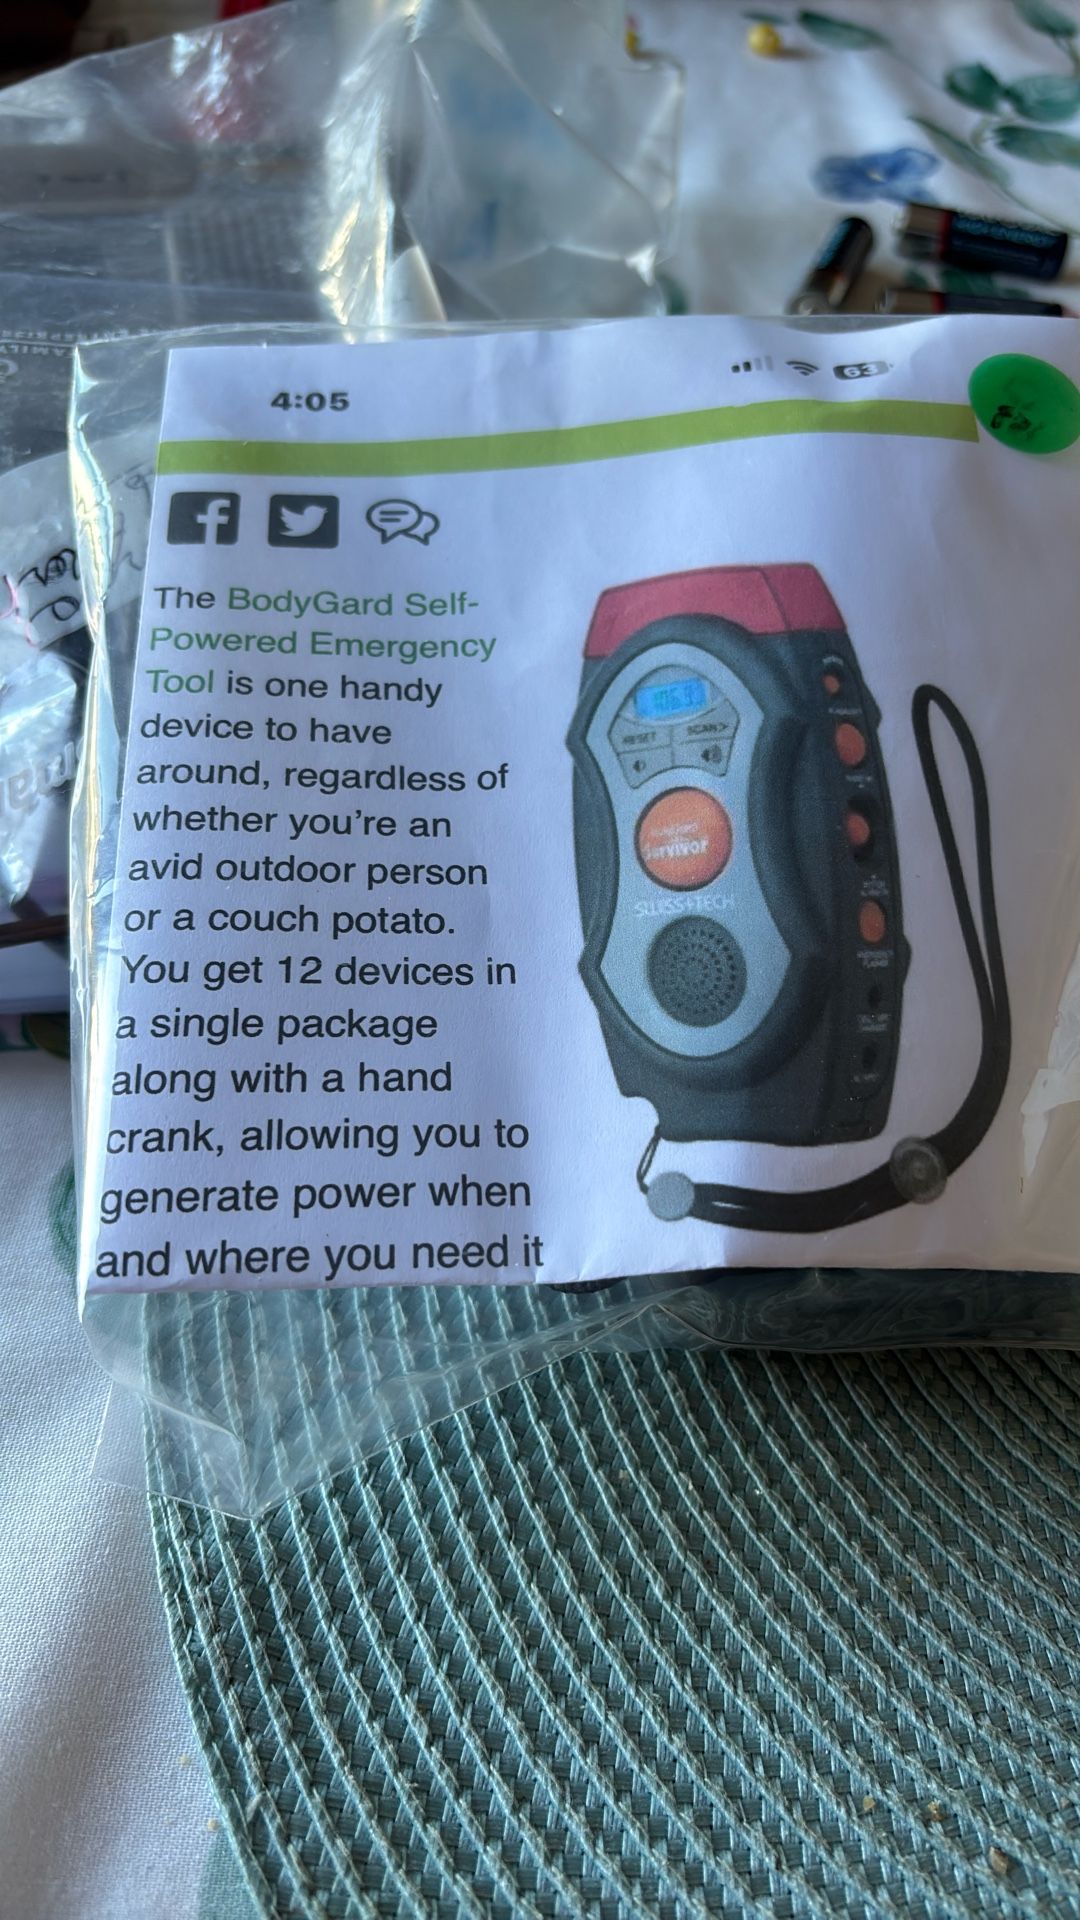 4:05
63
The BodyGard Self-
Powered Emergency
Tool is one handy
device to have
around, regardless of
whether you're an
avid outdoor person
or a couch potato.
You get 12 devices in
a single package
along with a hand
crank, allowing you to
generate power when
and where you need it
RESET
SCAN>
survivor
SWISS+TECH